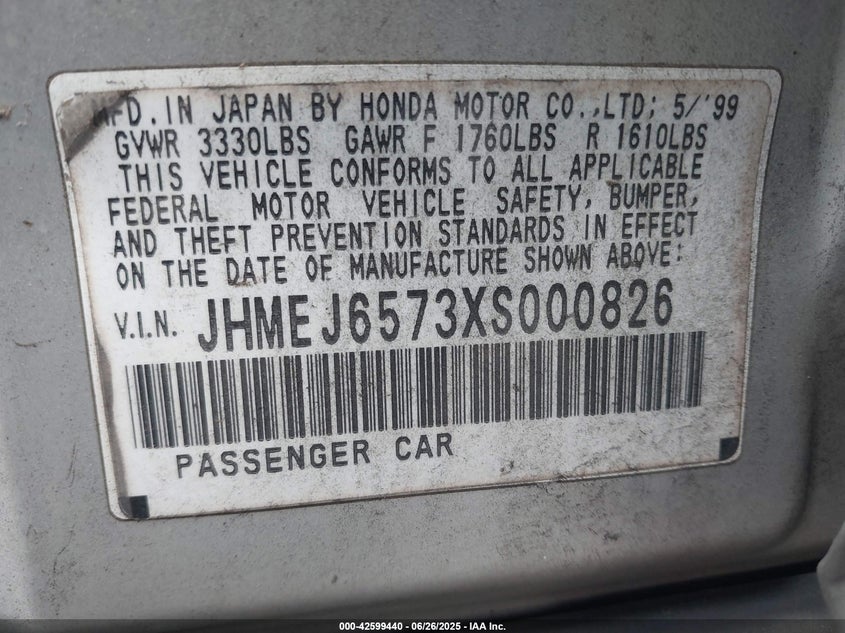 MFD. IN JAPAN BY HONDA MOTOR CO., LTD; 5/'99
GVWR 3330LBS GAWR F 1760LBS R 1610LBS
THIS VEHICLE CONFORMS TO ALL APPLICABLE
FEDERAL MOTOR VEHICLE SAFETY, BUMPER,
AND THEFT PREVENTION STANDARDS IN EFFECT
ON THE DATE OF MANUFACTURE SHOWN ABOVE:
V.I.N. JHMEJ6573XS000826
PASSENGER CAR
000-42599440 - 06/26/2025 - IAA Inc.